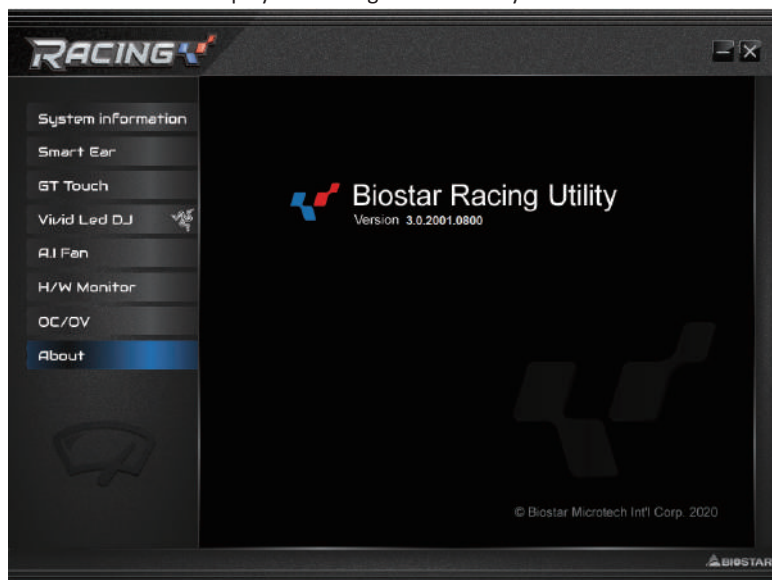 RACING
System information
Smart Ear
GT Touch
Vivid Led DJ
A.I Fan
H/W Monitor
OC/OV
About
Biostar Racing Utility
Version 3.0.2001.0800
© Biostar Microtech Int'l Corp. 2020
BIOSTAR